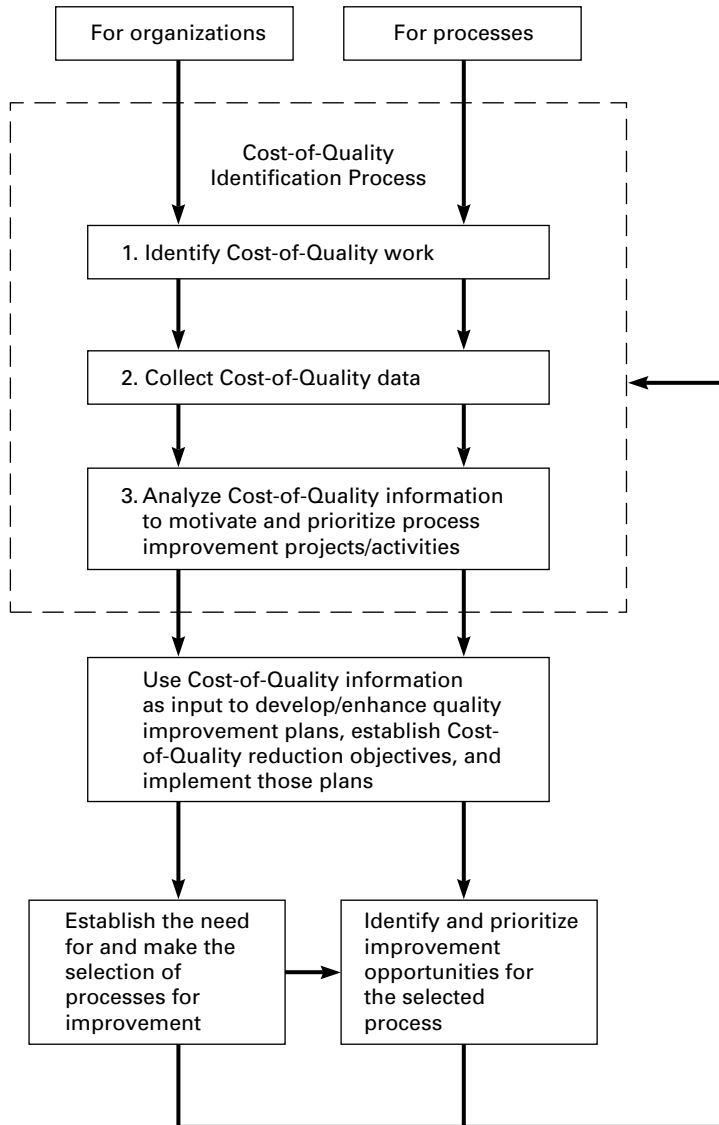 For organizations
For processes
Cost-of-Quality
Identification Process
1. Identify Cost-of-Quality work
2. Collect Cost-of-Quality data
3. Analyze Cost-of-Quality information
to motivate and prioritize process
improvement projects/activities
Use Cost-of-Quality information
as input to develop/enhance quality
improvement plans, establish Cost-
of-Quality reduction objectives, and
implement those plans
Establish the need
for and make the
selection of
processes for
improvement
Identify and prioritize
improvement
opportunities for
the selected
process